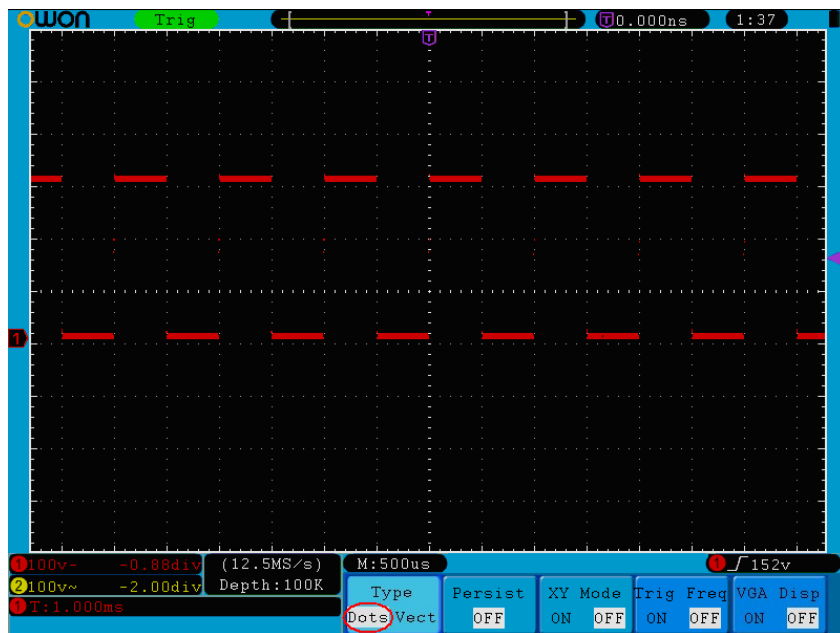 owon Trig T 0.000ns 1:37
T
1
1 100v- -0.88div (12.5MS/s) M:500us 1 152v
2 100v~ -2.00div Depth:100K
1 T:1.000ms
Type Persist XY Mode Trig Freq VGA Disp
Dots Vect OFF ON OFF ON OFF ON OFF